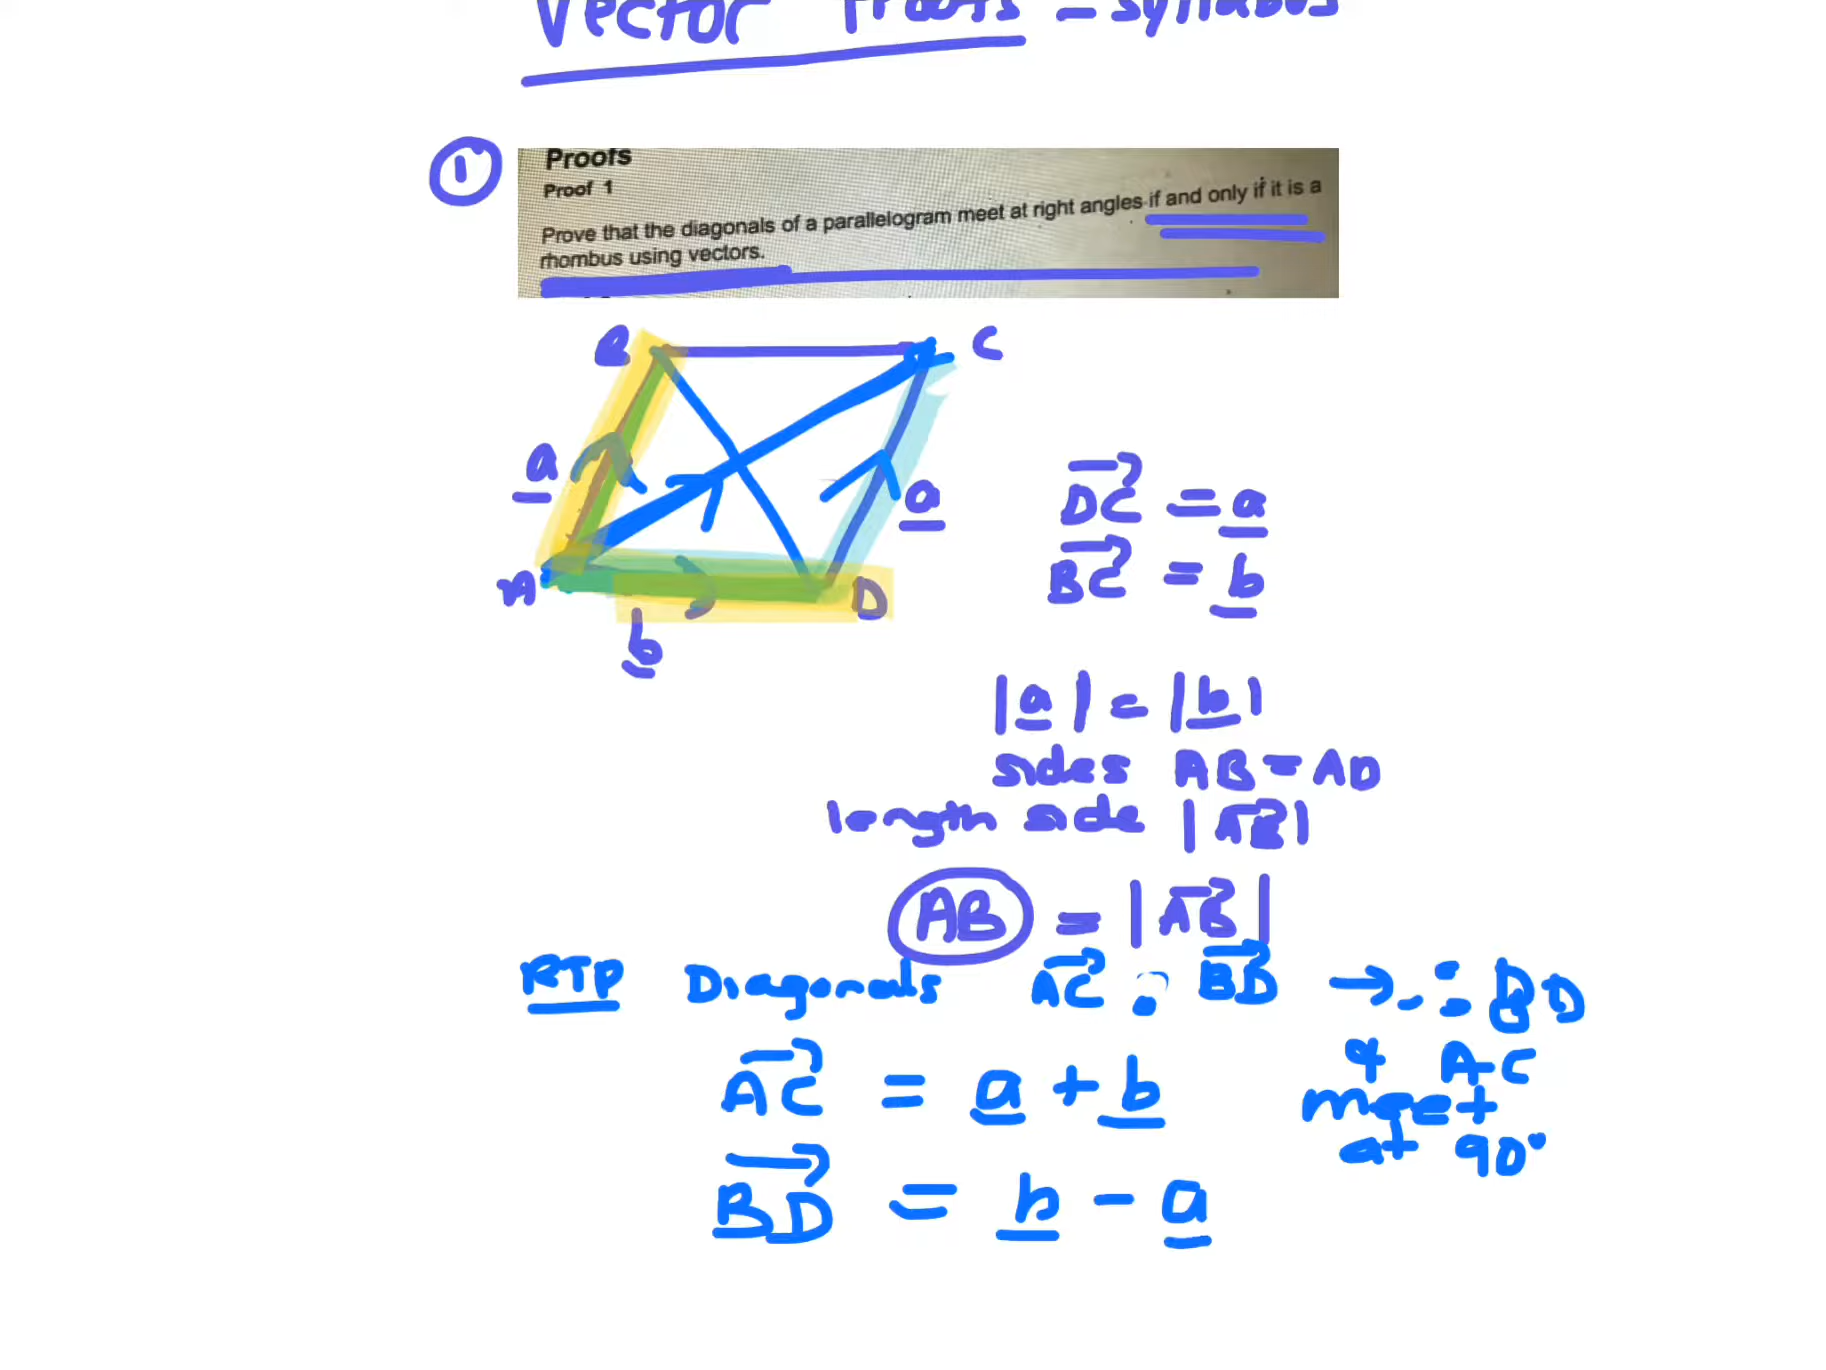 Vector Proofs - syllabus
1
Proofs
Proof 1
Prove that the diagonals of a parallelogram meet at right angles if and only if it is a
rhombus using vectors.
B C
a a
A D
b
DC = a
BC = b
|a| = |b|
sides AB = AD
length side |AB|
AB = |AB|
RTP Diagonals AC . BD → ∴ BD
& AC
meet
at 90°
AC = a + b
BD = b - a